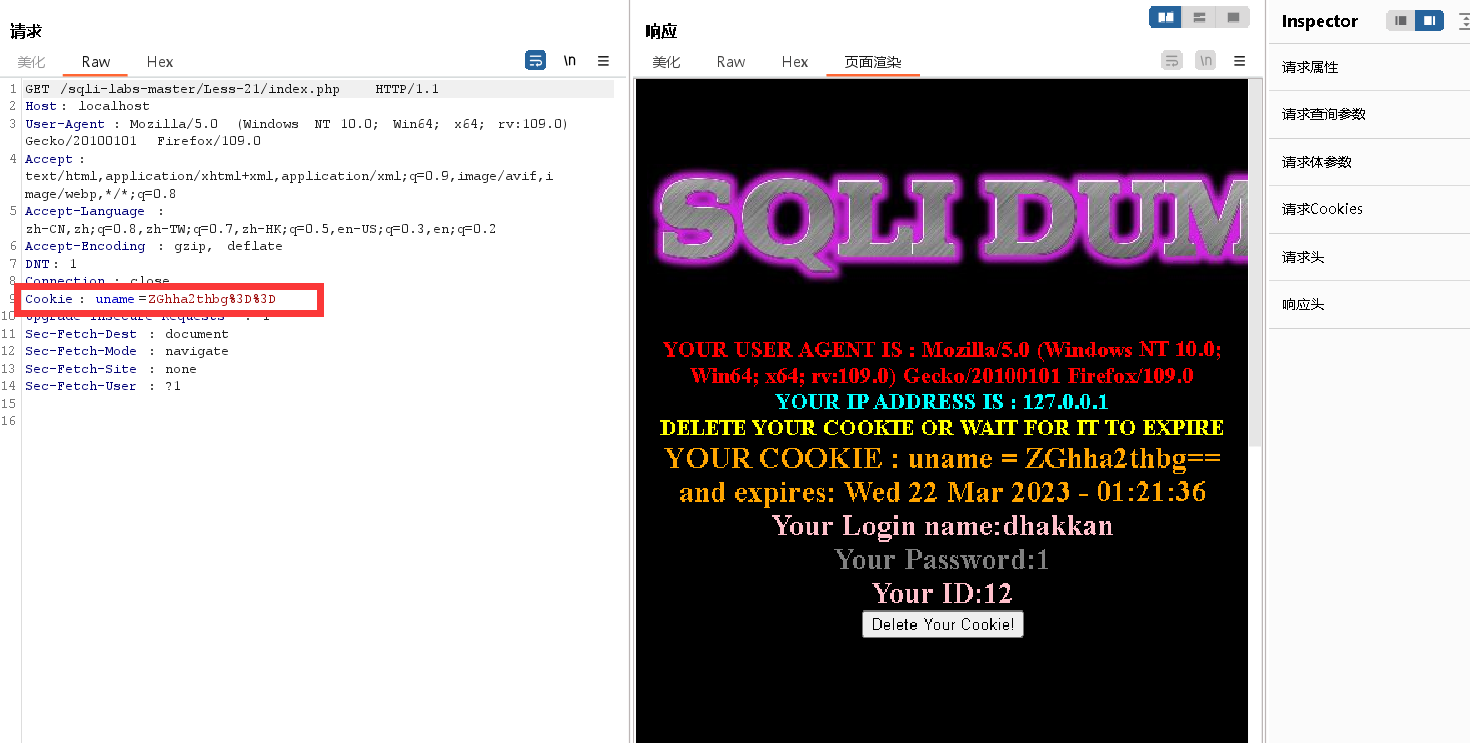 请求
美化 Raw Hex \n
1 GET /sqli-labs-master/Less-21/index.php HTTP/1.1
2 Host : localhost
3 User-Agent : Mozilla/5.0 (Windows NT 10.0; Win64; x64; rv:109.0)
Gecko/20100101 Firefox/109.0
4 Accept :
text/html,application/xhtml+xml,application/xml;q=0.9,image/avif,i
mage/webp,*/*;q=0.8
5 Accept-Language :
zh-CN,zh;q=0.8,zh-TW;q=0.7,zh-HK;q=0.5,en-US;q=0.3,en;q=0.2
6 Accept-Encoding : gzip, deflate
7 DNT : 1
8 Connection : close
9 Cookie : uname =ZGhha2thbg%3D%3D
10 Upgrade-Insecure-Requests : 1
11 Sec-Fetch-Dest : document
12 Sec-Fetch-Mode : navigate
13 Sec-Fetch-Site : none
14 Sec-Fetch-User : ?1
15
16
响应
美化 Raw Hex 页面渲染 \n
SQLI DUM
YOUR USER AGENT IS : Mozilla/5.0 (Windows NT 10.0;
Win64; x64; rv:109.0) Gecko/20100101 Firefox/109.0
YOUR IP ADDRESS IS : 127.0.0.1
DELETE YOUR COOKIE OR WAIT FOR IT TO EXPIRE
YOUR COOKIE : uname = ZGhha2thbg==
and expires: Wed 22 Mar 2023 - 01:21:36
Your Login name:dhakkan
Your Password:1
Your ID:12
Delete Your Cookie!
Inspector
请求属性
请求查询参数
请求体参数
请求Cookies
请求头
响应头